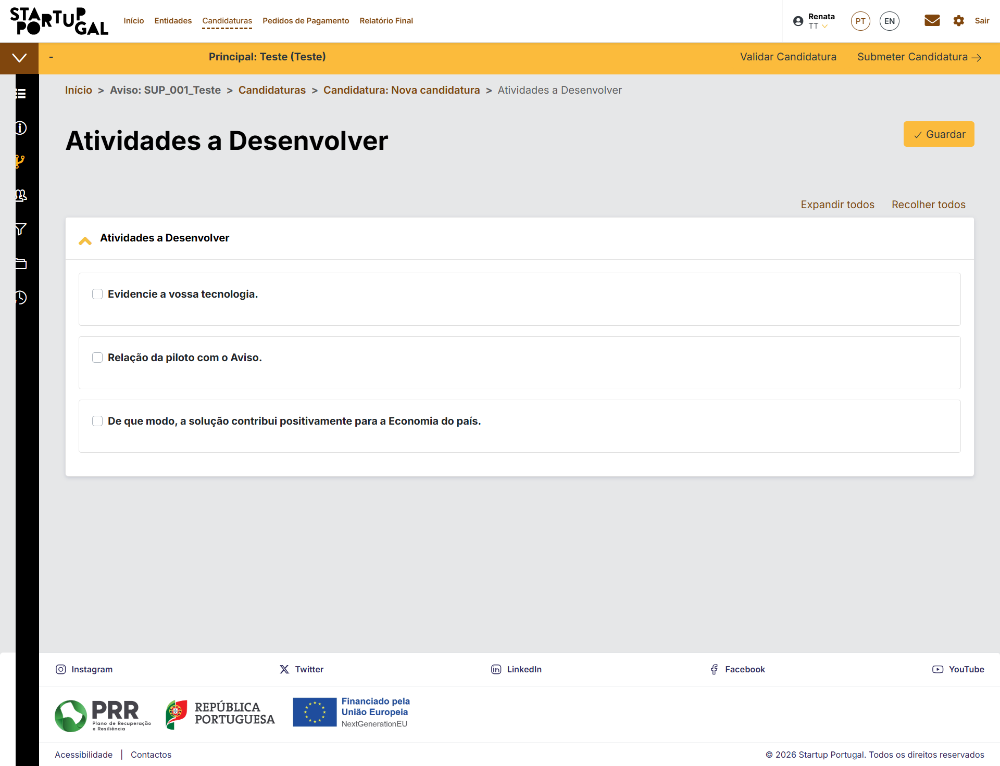 STARTUP PORTUGAL
Início Entidades Candidaturas Pedidos de Pagamento Relatório Final
Renata
TT
PT EN Sair
- Principal: Teste (Teste) Validar Candidatura Submeter Candidatura
Início > Aviso: SUP_001_Teste > Candidaturas > Candidatura: Nova candidatura > Atividades a Desenvolver
Atividades a Desenvolver
Guardar
Expandir todos Recolher todos
Atividades a Desenvolver
Evidencie a vossa tecnologia.
Relação da piloto com o Aviso.
De que modo, a solução contribui positivamente para a Economia do país.
Instagram Twitter LinkedIn Facebook YouTube
PRR
Plano de Recuperação
e Resiliência
REPÚBLICA
PORTUGUESA
Financiado pela
União Europeia
NextGenerationEU
Acessibilidade | Contactos
© 2026 Startup Portugal. Todos os direitos reservados